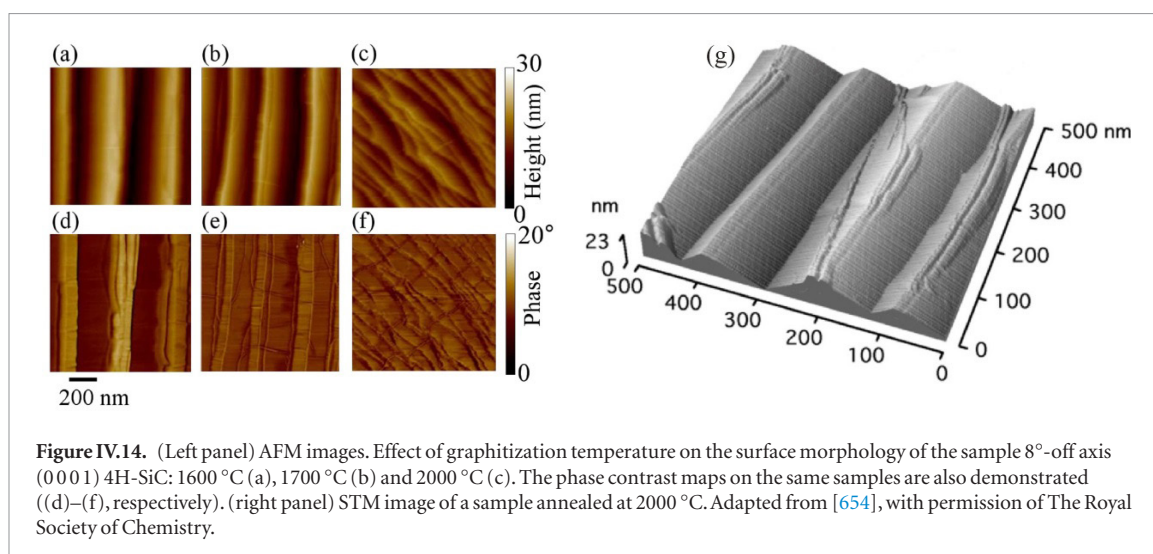 (a) (b) (c) (g)
30
Height (nm)
0
(d) (e) (f)
20°
Phase
0
200 nm
nm
23
0
500
400
300
200
100
0
500 nm
400
300
200
100
0
Figure IV.14. (Left panel) AFM images. Effect of graphitization temperature on the surface morphology of the sample 8°-off axis
(0 0 0 1) 4H-SiC: 1600 °C (a), 1700 °C (b) and 2000 °C (c). The phase contrast maps on the same samples are also demonstrated
((d)–(f), respectively). (right panel) STM image of a sample annealed at 2000 °C. Adapted from [654], with permission of The Royal
Society of Chemistry.